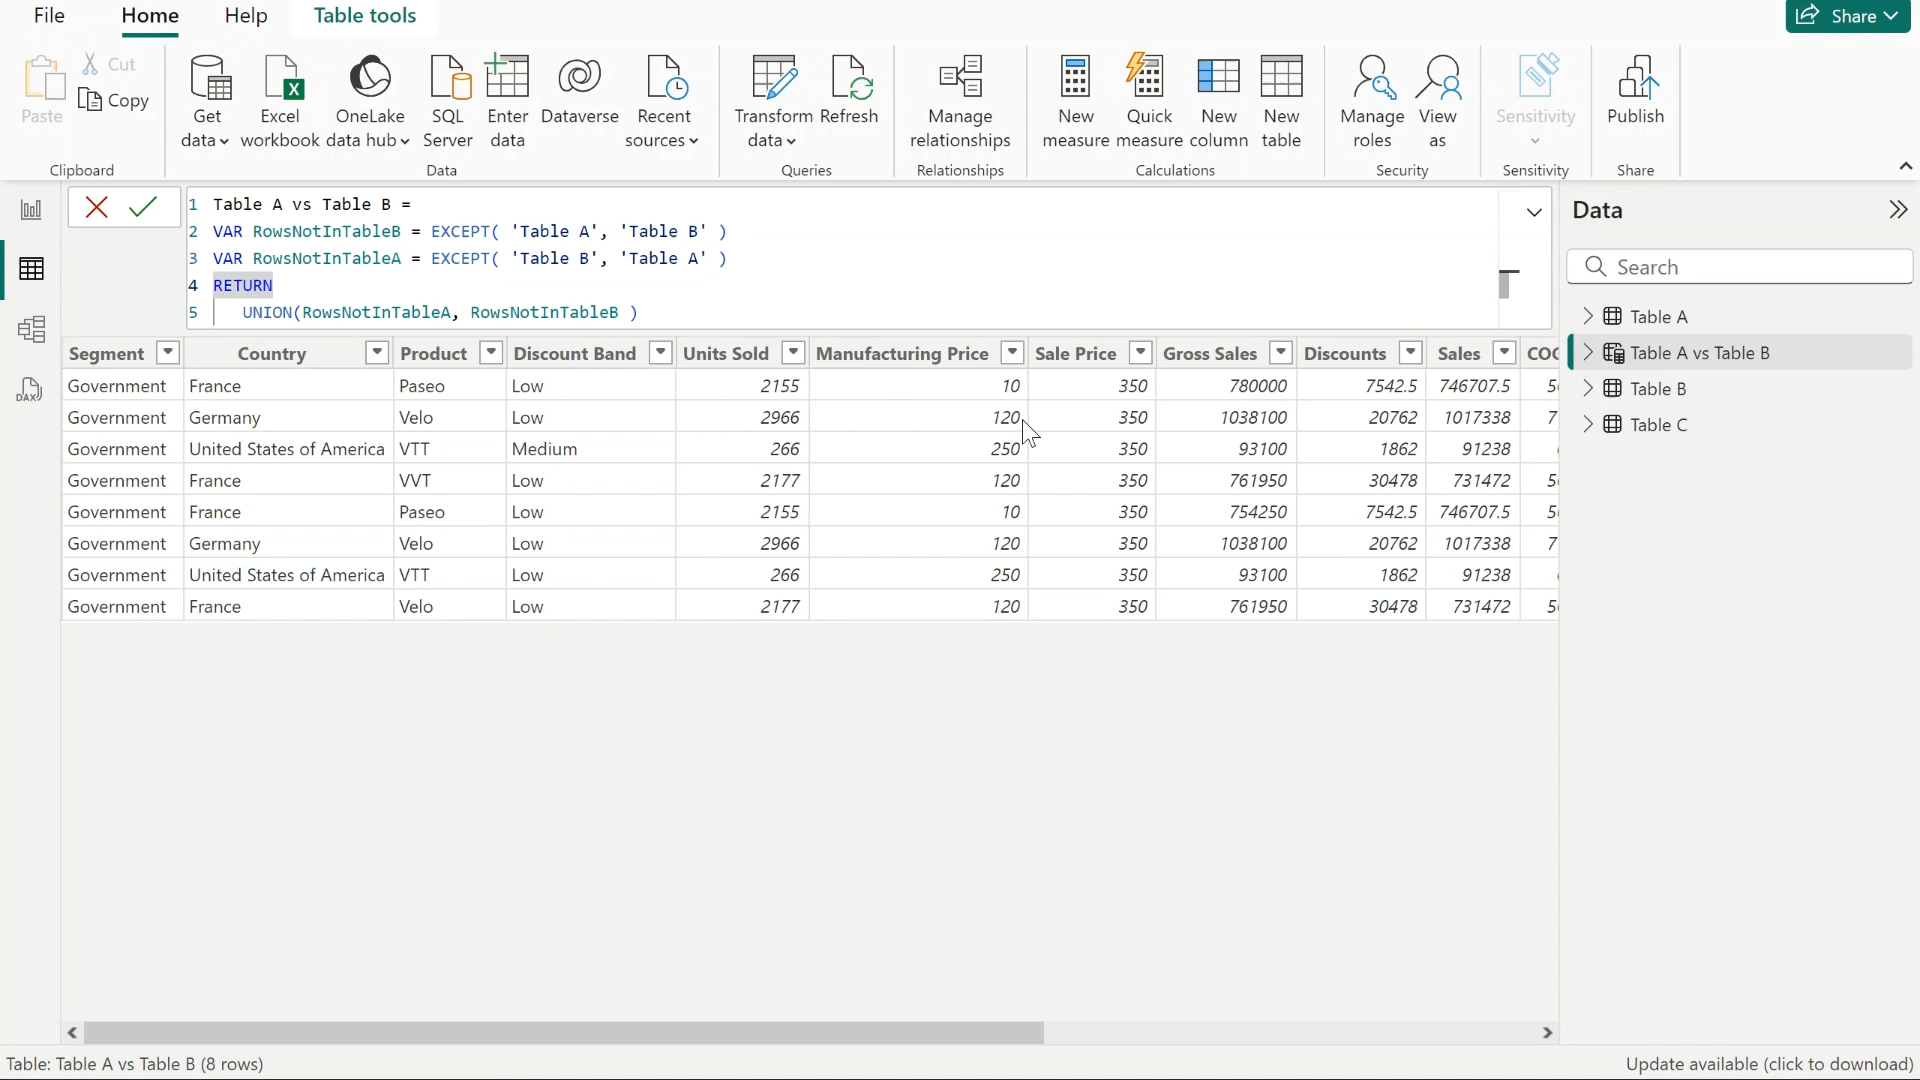 File Home Help Table tools Share
Paste Cut Copy
Get data Excel workbook OneLake data hub SQL Server Enter data Dataverse Recent sources Transform data Refresh Manage relationships New measure Quick measure New column New table Manage roles View as Sensitivity Publish
Clipboard Data Queries Relationships Calculations Security Sensitivity Share
1 Table A vs Table B =
2 VAR RowsNotInTableB = EXCEPT( 'Table A', 'Table B' )
3 VAR RowsNotInTableA = EXCEPT( 'Table B', 'Table A' )
4 RETURN
5 UNION(RowsNotInTableA, RowsNotInTableB )
DAX
Segment Country Product Discount Band Units Sold Manufacturing Price Sale Price Gross Sales Discounts Sales
Government France Paseo Low 2155 10 350 780000 7542.5 746707.5
Government Germany Velo Low 2966 120 350 1038100 20762 1017338
Government United States of America VTT Medium 266 250 350 93100 1862 91238
Government France VVT Low 2177 120 350 761950 30478 731472
Government France Paseo Low 2155 10 350 754250 7542.5 746707.5
Government Germany Velo Low 2966 120 350 1038100 20762 1017338
Government United States of America VTT Low 266 250 350 93100 1862 91238
Government France Velo Low 2177 120 350 761950 30478 731472
Data
Search
Table A
Table A vs Table B
Table B
Table C
Table: Table A vs Table B (8 rows)
Update available (click to download)